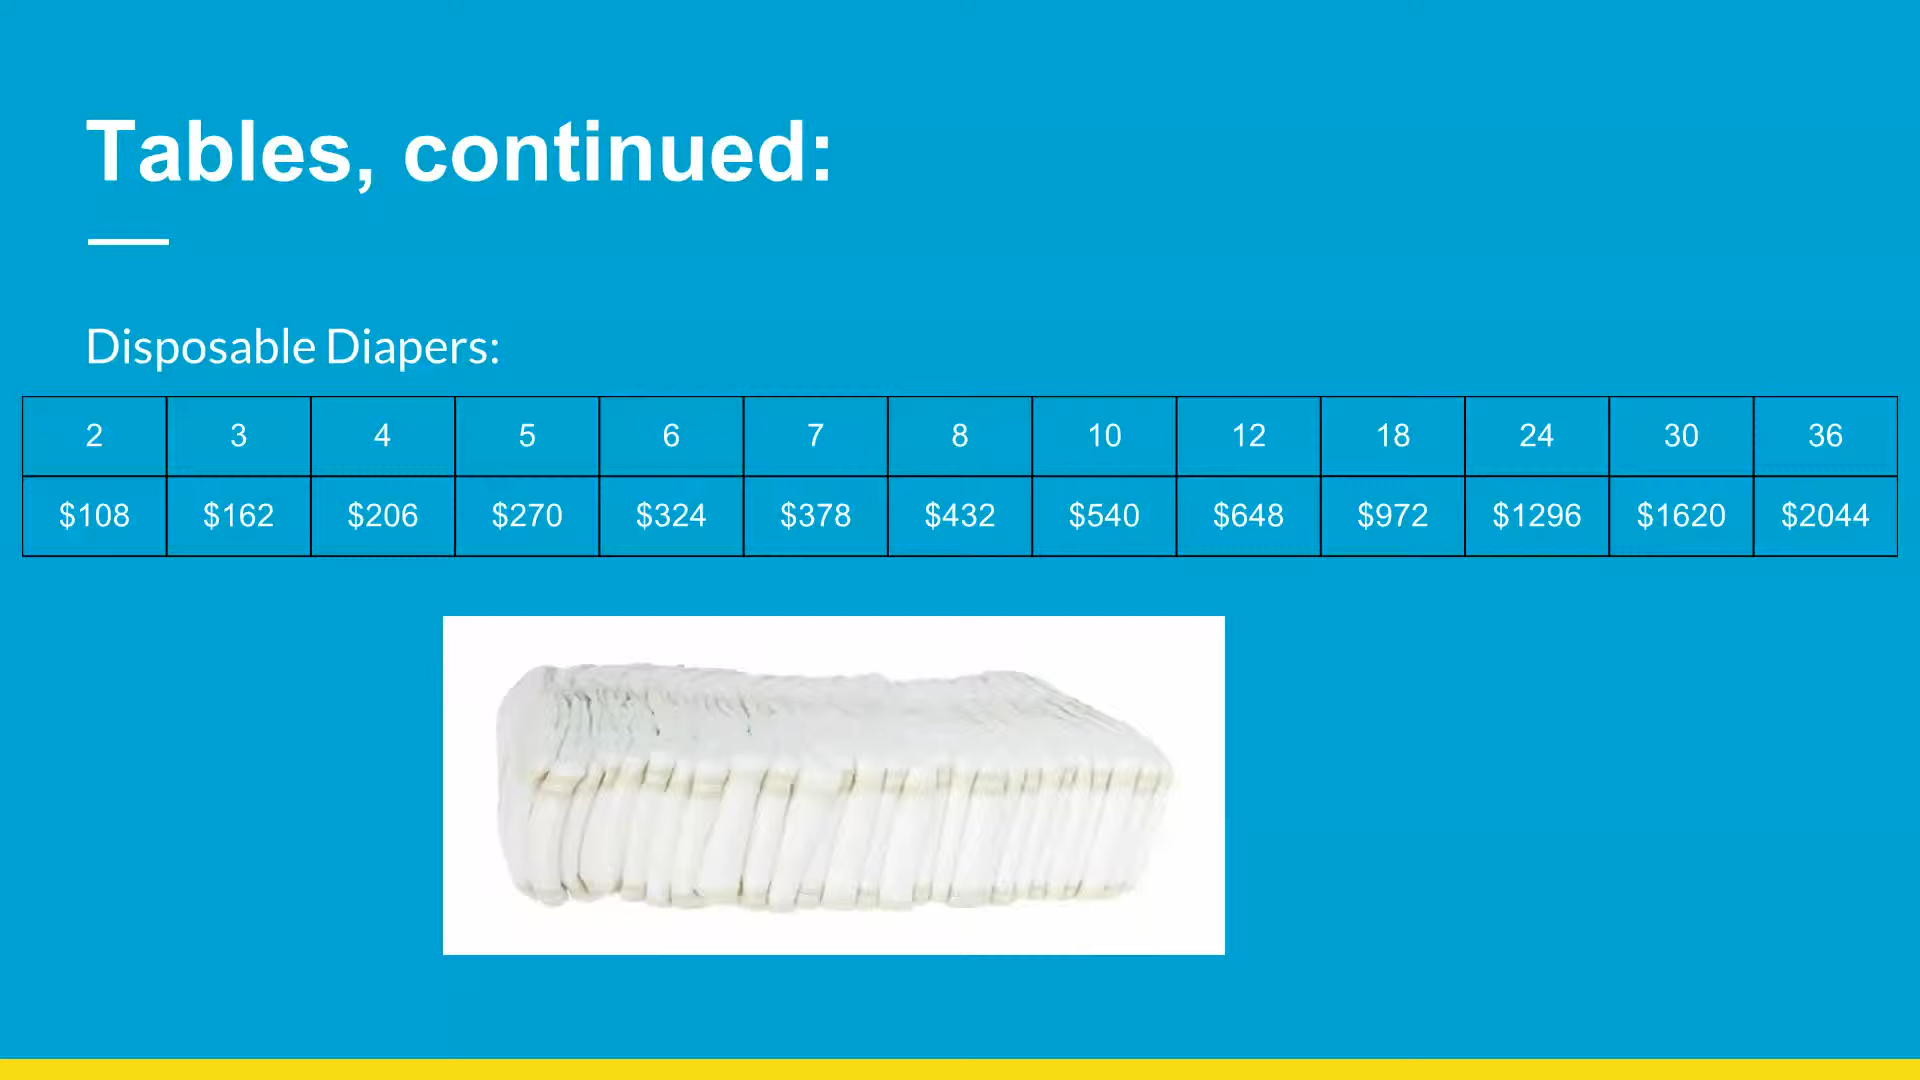 Tables, continued:
Disposable Diapers:
2 3 4 5 6 7 8 10 12 18 24 30 36
$108 $162 $206 $270 $324 $378 $432 $540 $648 $972 $1296 $1620 $2044